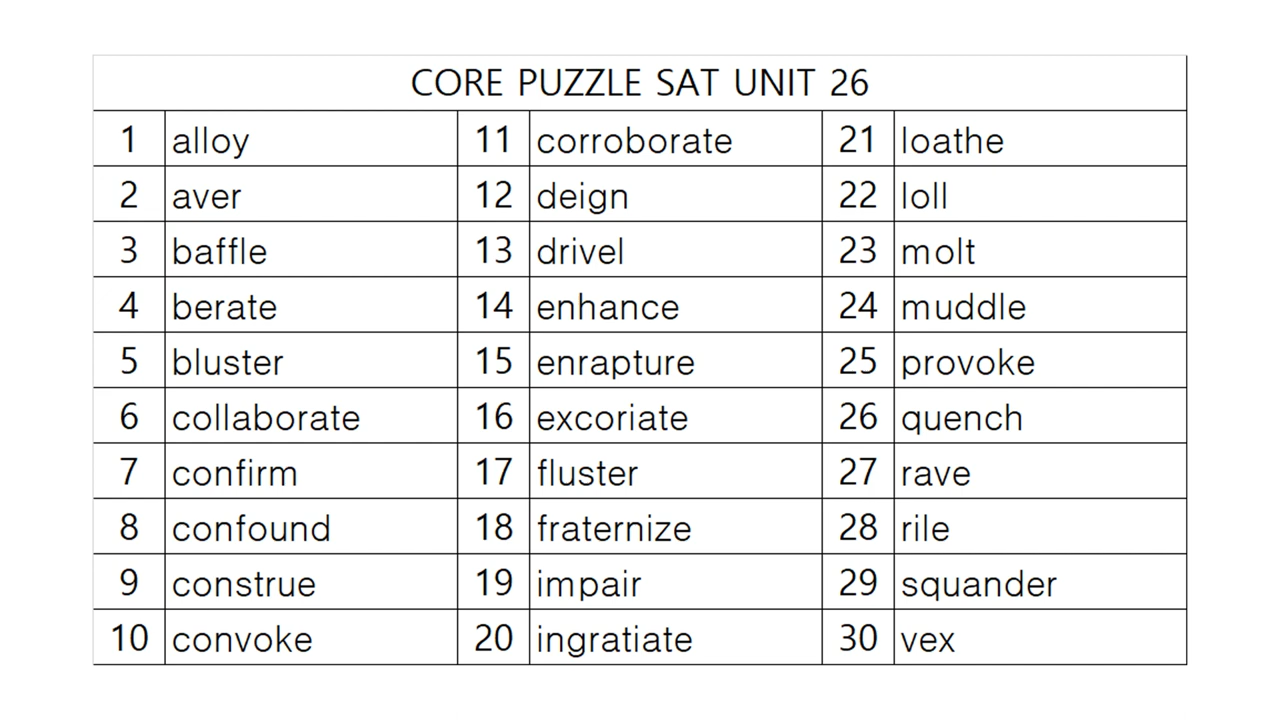 CORE PUZZLE SAT UNIT 26
1 alloy 11 corroborate 21 loathe
2 aver 12 deign 22 loll
3 baffle 13 drivel 23 molt
4 berate 14 enhance 24 muddle
5 bluster 15 enrapture 25 provoke
6 collaborate 16 excoriate 26 quench
7 confirm 17 fluster 27 rave
8 confound 18 fraternize 28 rile
9 construe 19 impair 29 squander
10 convoke 20 ingratiate 30 vex